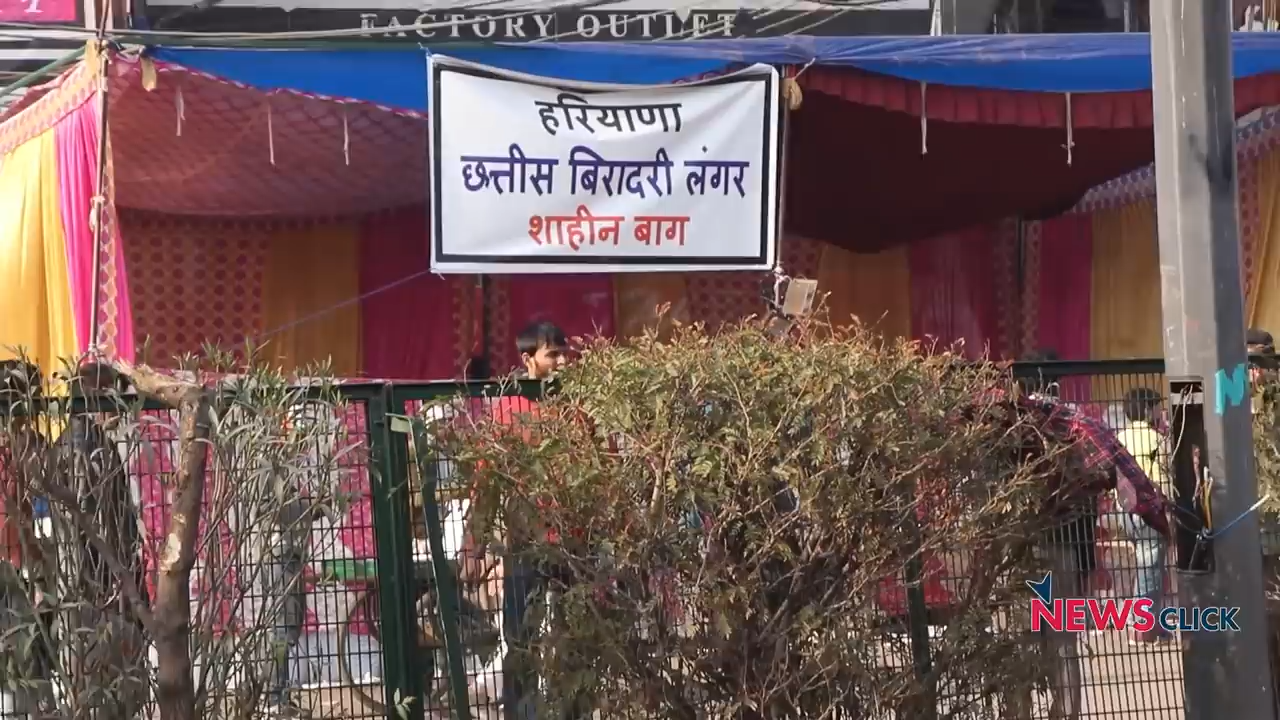 FACTORY OUTLET
हरियाणा
छत्तीस बिरादरी लंगर
शाहीन बाग
N
NEWSCLICK